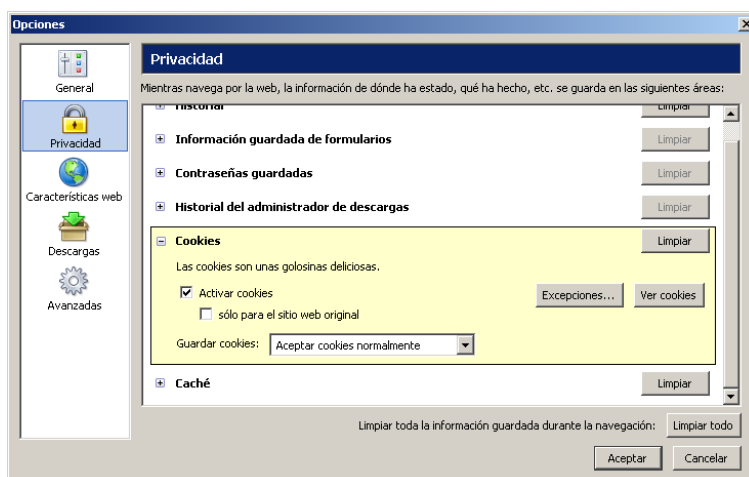 Opciones
General
Privacidad
Características web
Descargas
Avanzadas
Privacidad
Mientras navega por la web, la información de dónde ha estado, qué ha hecho, etc. se guarda en las siguientes áreas:
Historial Limpiar
Información guardada de formularios Limpiar
Contraseñas guardadas Limpiar
Historial del administrador de descargas Limpiar
Cookies Limpiar
Las cookies son unas golosinas deliciosas.
Activar cookies Excepciones... Ver cookies
sólo para el sitio web original
Guardar cookies: Aceptar cookies normalmente
Caché Limpiar
Limpiar toda la información guardada durante la navegación: Limpiar todo
Aceptar Cancelar